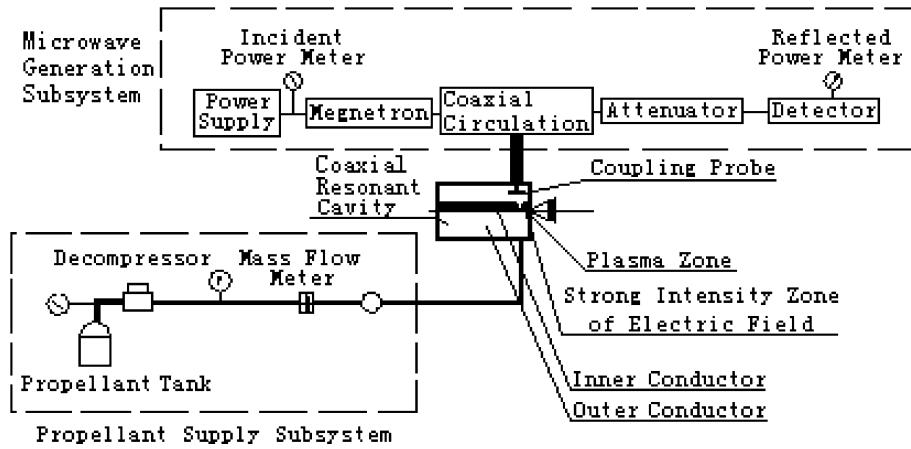 Microwave
Generation
Subsystem
Incident
Power Meter
Reflected
Power Meter
Power
Supply
Megnetron
Coaxial
Circulation
Attenuator
Detector
Coaxial
Resonant
Cavity
Coupling Probe
Plasma Zone
Strong Intensity Zone
of Electric Field
Inner Conductor
Outer Conductor
Decompressor
Mass Flow
Meter
P
Propellant Tank
Propellant Supply Subsystem